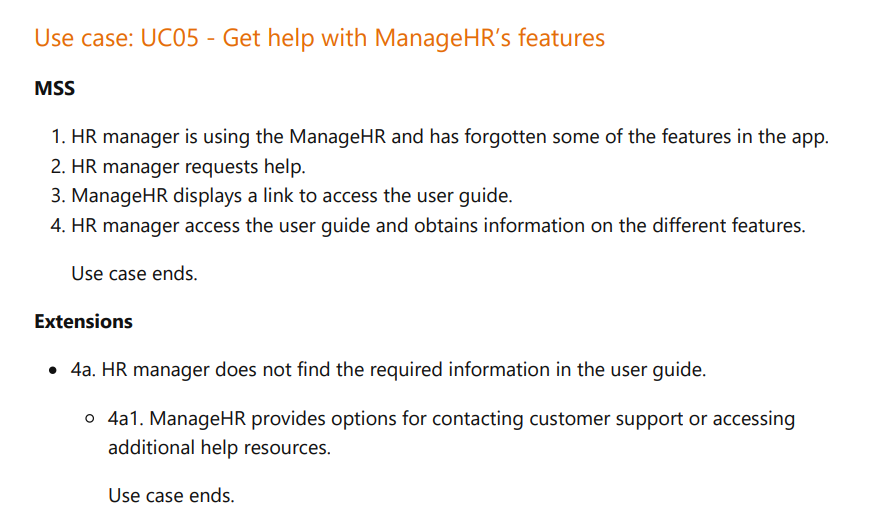 Use case: UC05 - Get help with ManageHR’s features
MSS
1. HR manager is using the ManageHR and has forgotten some of the features in the app.
2. HR manager requests help.
3. ManageHR displays a link to access the user guide.
4. HR manager access the user guide and obtains information on the different features.
Use case ends.
Extensions
• 4a. HR manager does not find the required information in the user guide.
◦ 4a1. ManageHR provides options for contacting customer support or accessing
additional help resources.
Use case ends.